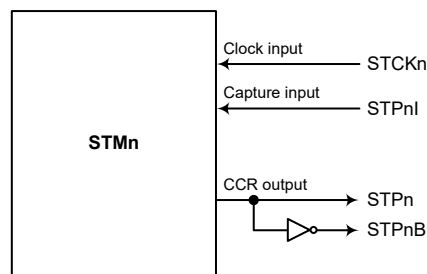 Clock input
STCKn
Capture input
STPnI
STMn
CCR output
STPn
STPnB